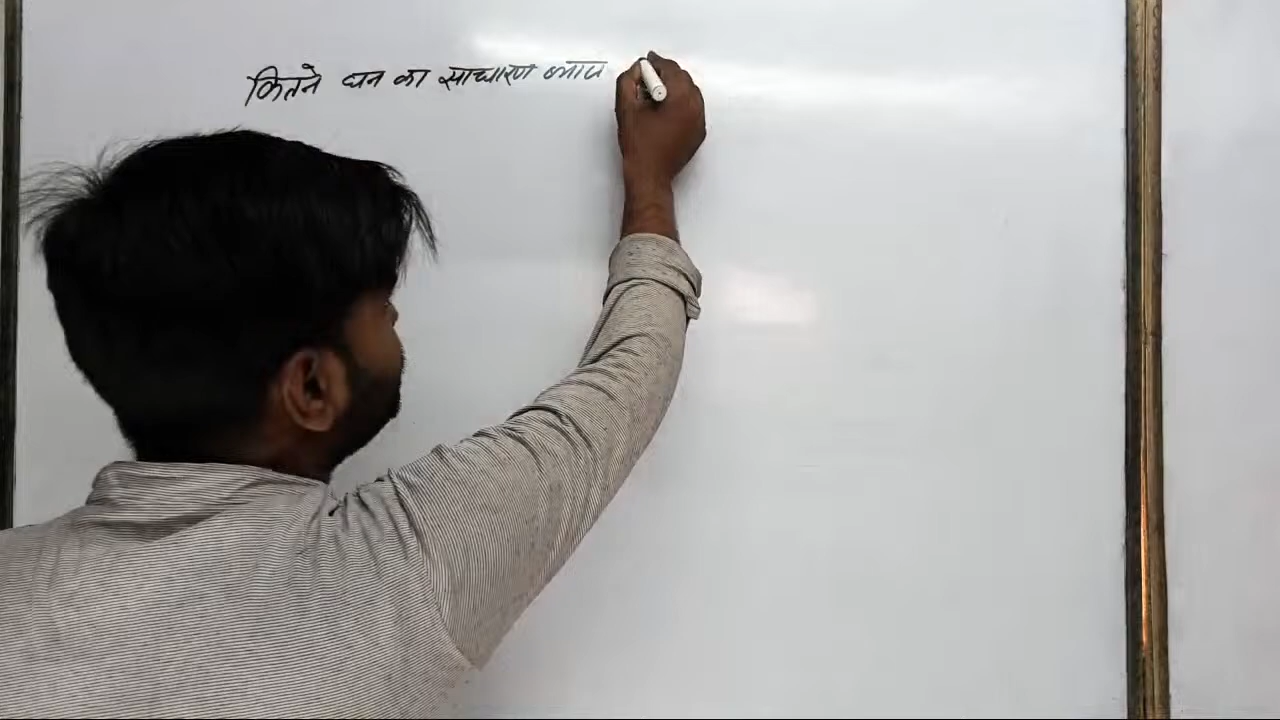 कितने धन का साधारण ब्याज